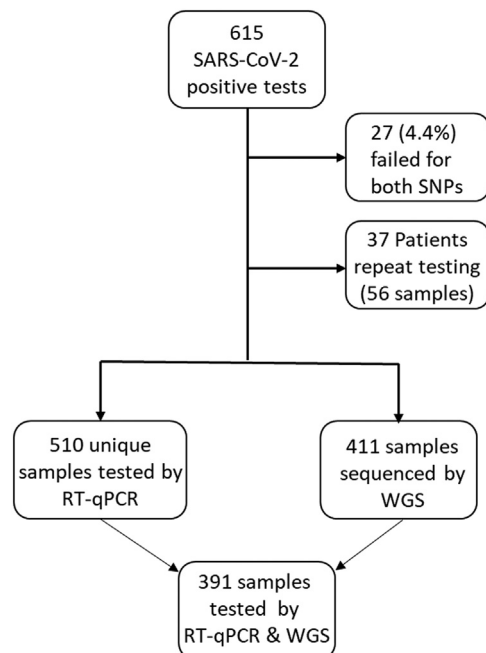 615
SARS-CoV-2
positive tests
27 (4.4%)
failed for
both SNPs
37 Patients
repeat testing
(56 samples)
510 unique
samples tested by
RT-qPCR
411 samples
sequenced by
WGS
391 samples
tested by
RT-qPCR & WGS